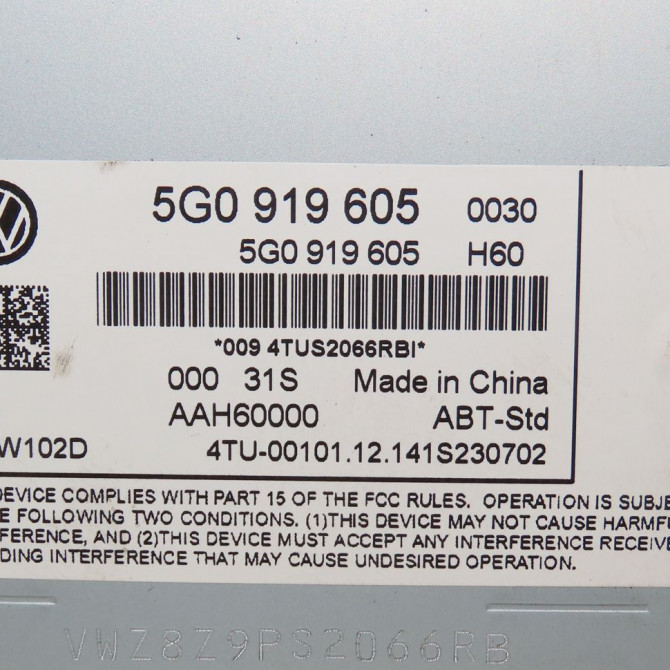 5G0 919 605 0030
5G0 919 605 H60
*009 4TUS2066RBI*
000 31S Made in China
AAH60000 ABT-Std
W102D 4TU-00101.12.141S230702
DEVICE COMPLIES WITH PART 15 OF THE FCC RULES. OPERATION IS SUBJE
E FOLLOWING TWO CONDITIONS. (1)THIS DEVICE MAY NOT CAUSE HARMFU
FERENCE, AND (2)THIS DEVICE MUST ACCEPT ANY INTERFERENCE RECEIVE
DING INTERFERENCE THAT MAY CAUSE UNDESIRED OPERATION.
VWZ8Z9PS2066RB